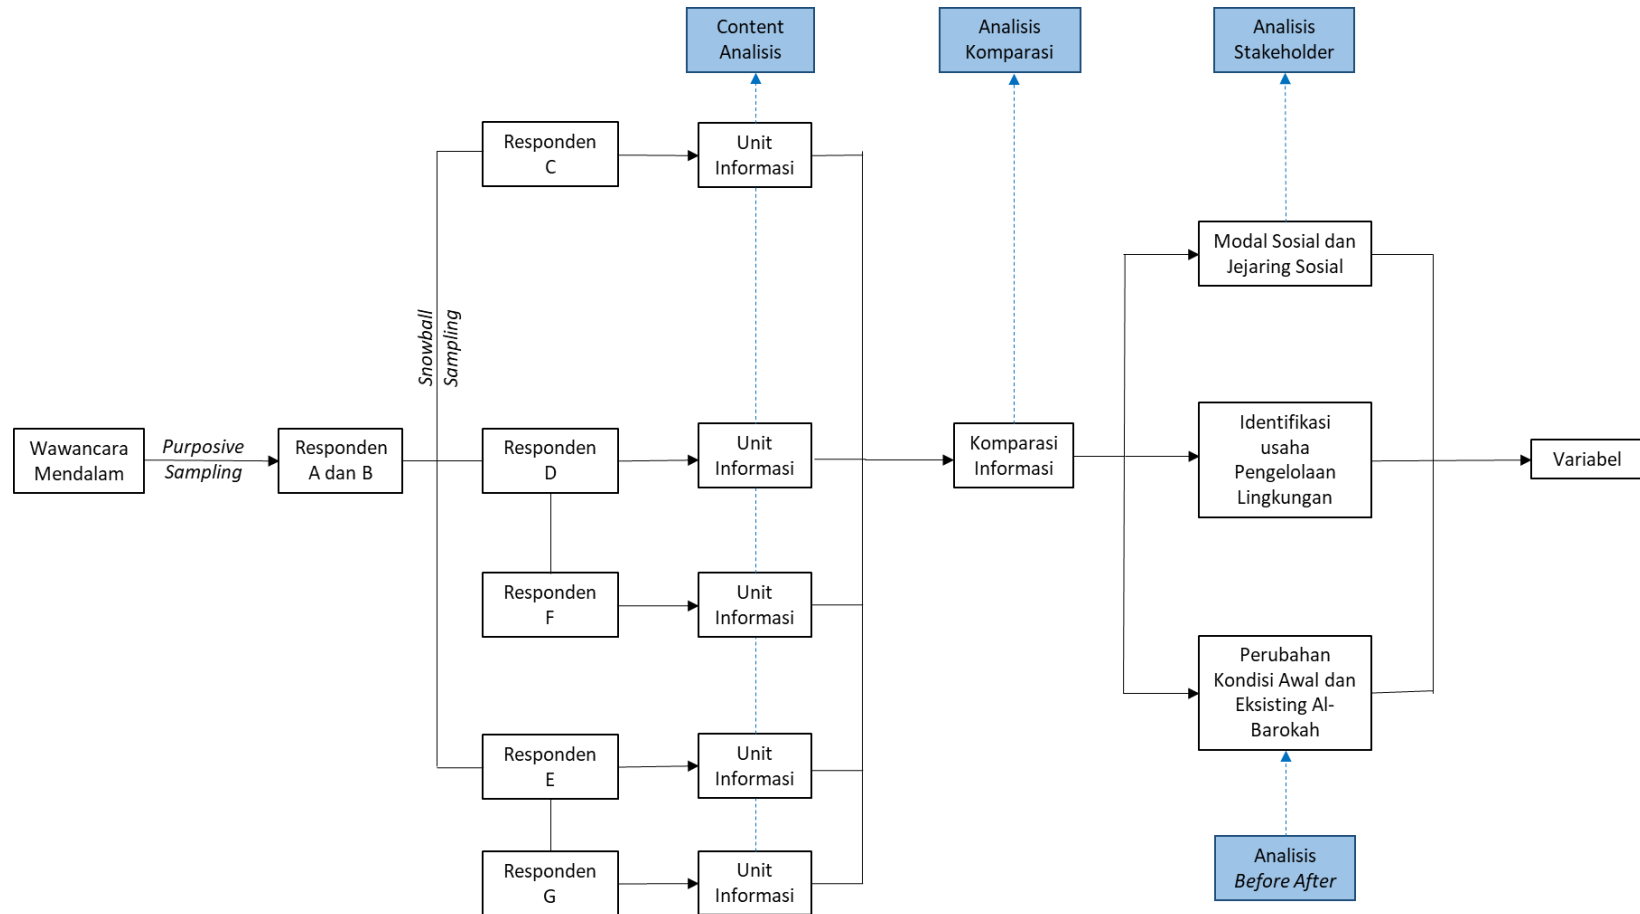 Content
Analisis
Analisis
Komparasi
Analisis
Stakeholder
Responden
C
Unit
Informasi
Modal Sosial dan
Jejaring Sosial
Snowball
Sampling
Wawancara
Mendalam
Purposive
Sampling
Responden
A dan B
Responden
D
Unit
Informasi
Komparasi
Informasi
Identifikasi
usaha
Pengelolaan
Lingkungan
Variabel
Responden
F
Unit
Informasi
Perubahan
Kondisi Awal dan
Eksisting Al-
Barokah
Responden
E
Unit
Informasi
Responden
G
Unit
Informasi
Analisis
Before After